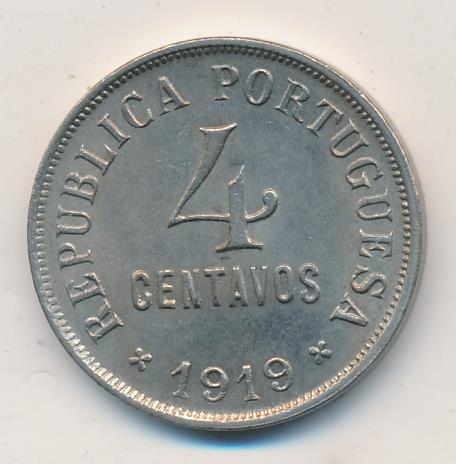 REPUBLICA PORTUGUESA
4
CENTAVOS
1919